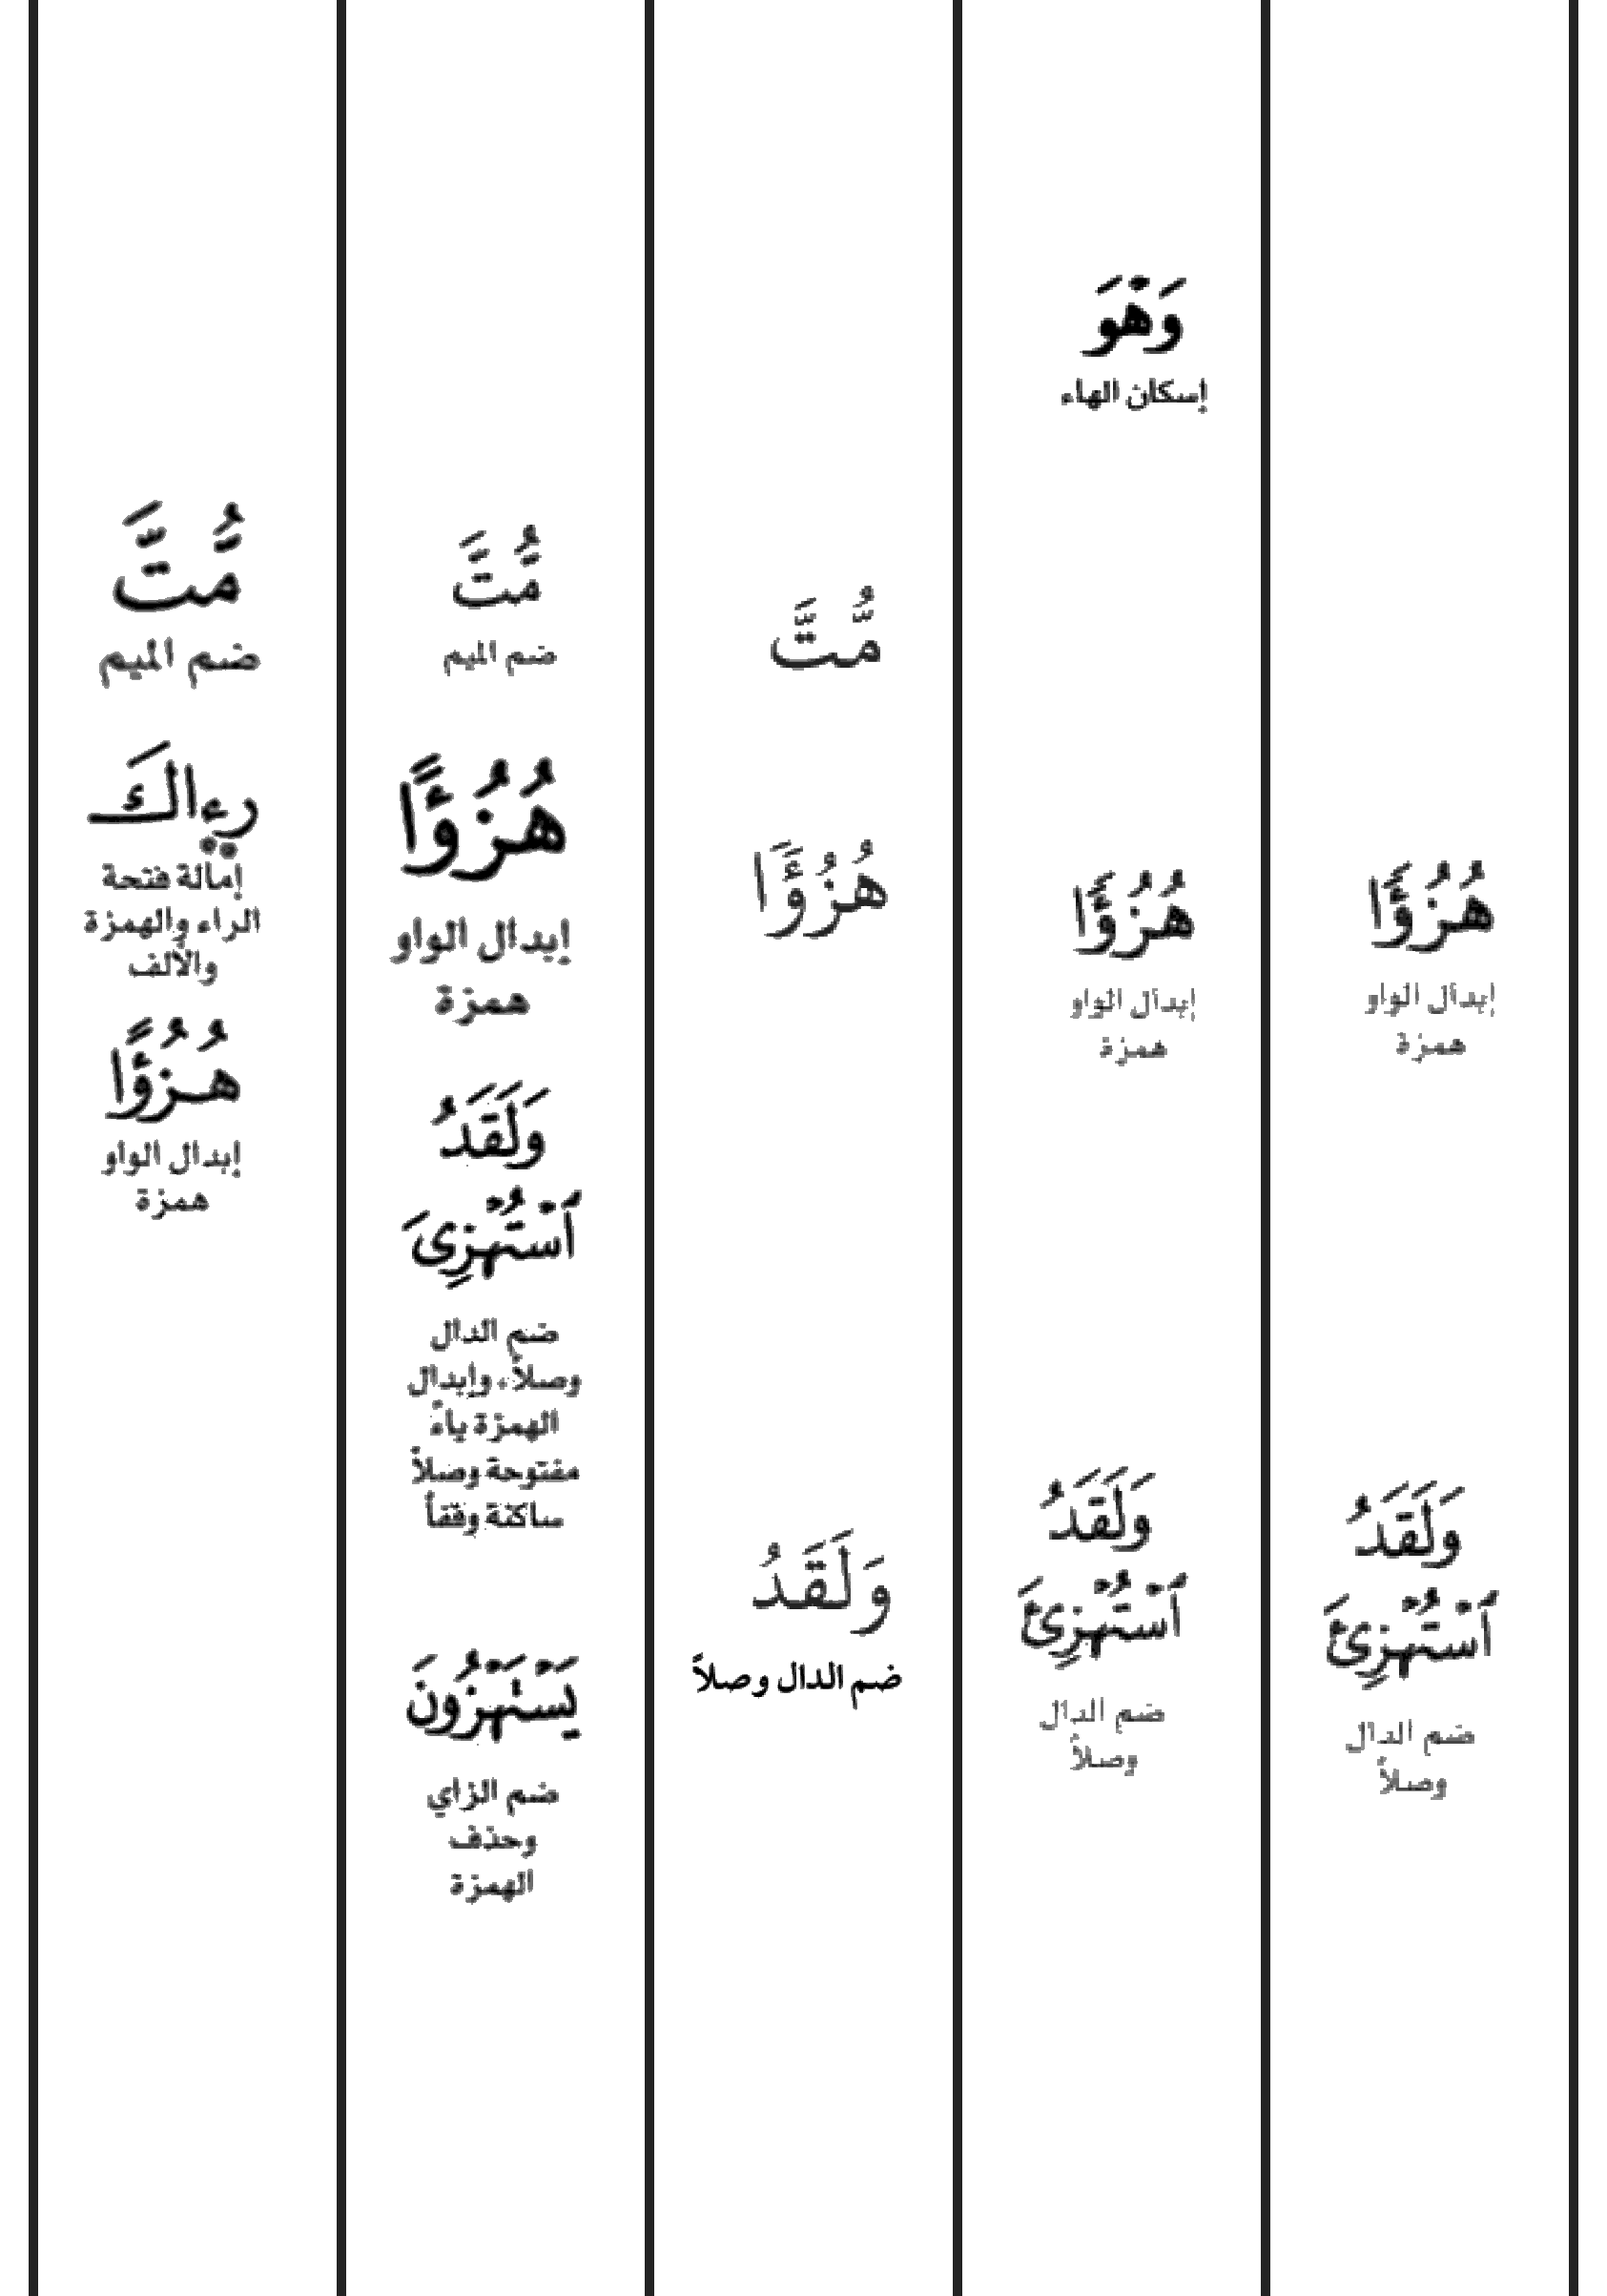 هُزُؤًا
إبدال الواو
همزة
وَلَقَدُ
ٱسْتُهْزِئَ
ضم الدال
وصلاً
وَهْوَ
إسكان الهاء
هُزُؤًا
إبدال الواو
همزة
وَلَقَدُ
ٱسْتُهْزِئَ
ضم الدال
وصلاً
مُّتَّ
هُزُؤًا
وَلَقَدُ
ضم الدال وصلاً
مُّتَّ
ضم الميم
هُزُؤًا
إبدال الواو
همزة
وَلَقَدُ
ٱسْتُهْزِىَ
ضم الدال
وصلاً، وإبدال
الهمزة ياءً
مفتوحة وصلاً
ساكنة وقفاً
يَسْتَهْزُونَ
ضم الزاي
وحذف
الهمزة
مُّتَّ
ضم الميم
رءاكَ
إمالة فتحة
الراء والهمزة
والألف
هُزُؤًا
إبدال الواو
همزة